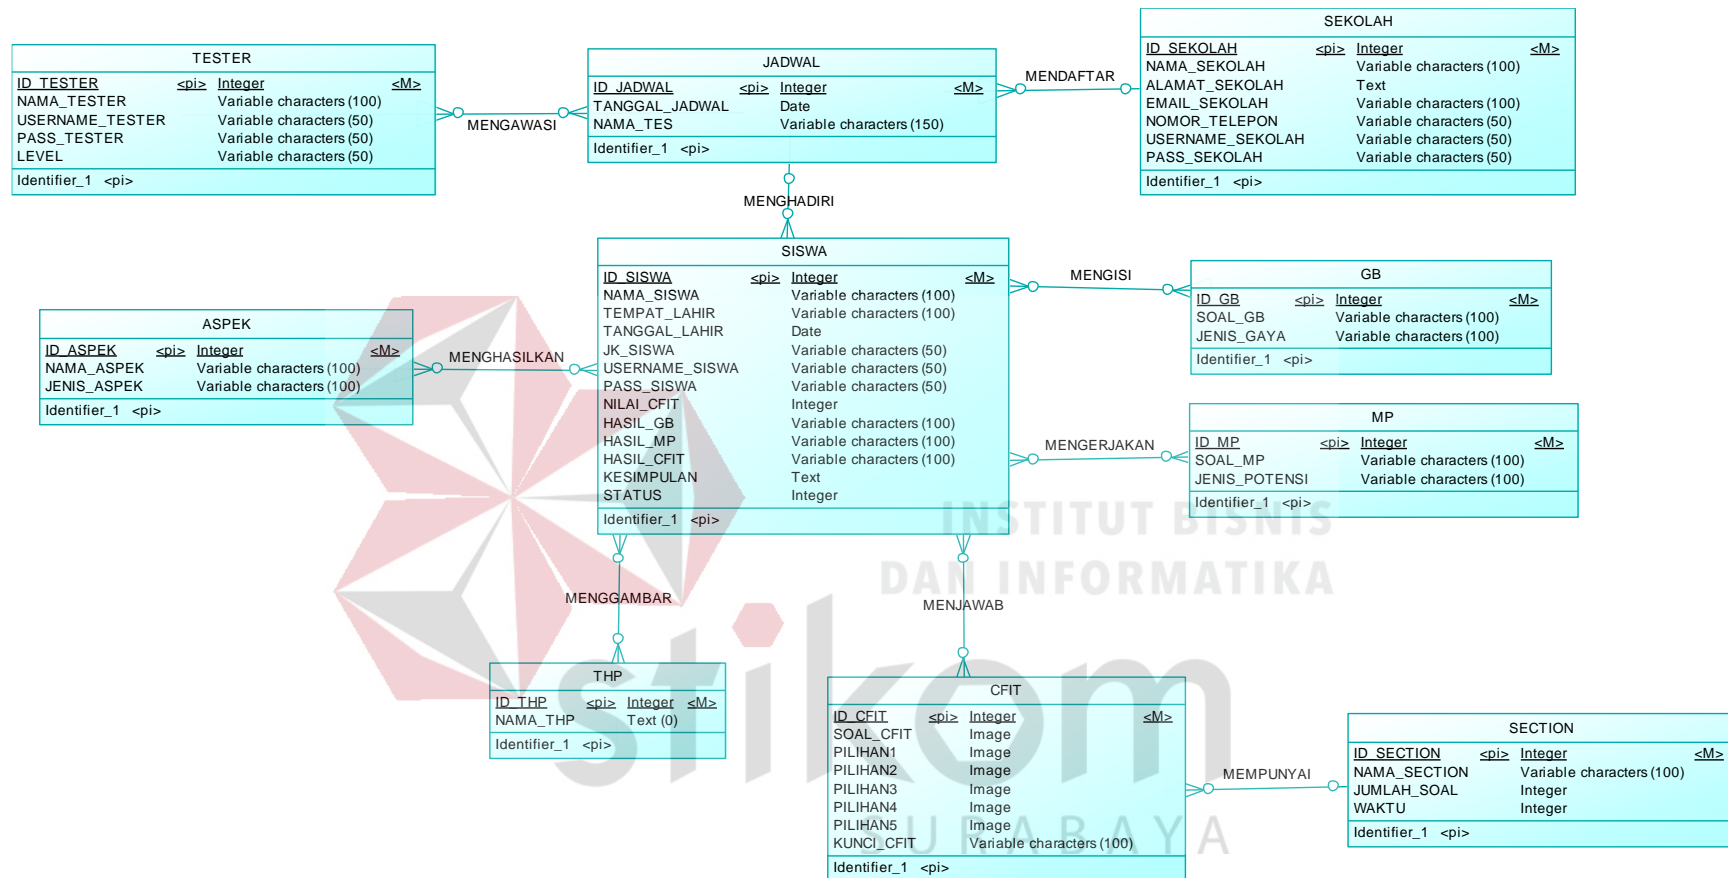 TESTER
ID_TESTER <pi> Integer <M>
NAMA_TESTER Variable characters (100)
USERNAME_TESTER Variable characters (50)
PASS_TESTER Variable characters (50)
LEVEL Variable characters (50)
Identifier_1 <pi>
MENGAWASI
JADWAL
ID_JADWAL <pi> Integer <M>
TANGGAL_JADWAL Date
NAMA_TES Variable characters (150)
Identifier_1 <pi>
MENDAFTAR
SEKOLAH
ID_SEKOLAH <pi> Integer <M>
NAMA_SEKOLAH Variable characters (100)
ALAMAT_SEKOLAH Text
EMAIL_SEKOLAH Variable characters (100)
NOMOR_TELEPON Variable characters (50)
USERNAME_SEKOLAH Variable characters (50)
PASS_SEKOLAH Variable characters (50)
Identifier_1 <pi>
MENGHADIRI
SISWA
ID_SISWA <pi> Integer <M>
NAMA_SISWA Variable characters (100)
TEMPAT_LAHIR Variable characters (100)
TANGGAL_LAHIR Date
JK_SISWA Variable characters (50)
USERNAME_SISWA Variable characters (50)
PASS_SISWA Variable characters (50)
NILAI_CFIT Integer
HASIL_GB Variable characters (100)
HASIL_MP Variable characters (100)
HASIL_CFIT Variable characters (100)
KESIMPULAN Text
STATUS Integer
Identifier_1 <pi>
MENGISI
GB
ID_GB <pi> Integer <M>
SOAL_GB Variable characters (100)
JENIS_GAYA Variable characters (100)
Identifier_1 <pi>
ASPEK
ID_ASPEK <pi> Integer <M>
NAMA_ASPEK Variable characters (100)
JENIS_ASPEK Variable characters (100)
Identifier_1 <pi>
MENGHASILKAN
MENGERJAKAN
MP
ID_MP <pi> Integer <M>
SOAL_MP Variable characters (100)
JENIS_POTENSI Variable characters (100)
Identifier_1 <pi>
INSTITUT BISNIS
DAN INFORMATIKA
stikom
SURABAYA
MENGGAMBAR
MENJAWAB
THP
ID_THP <pi> Integer <M>
NAMA_THP Text (0)
Identifier_1 <pi>
CFIT
ID_CFIT <pi> Integer <M>
SOAL_CFIT Image
PILIHAN1 Image
PILIHAN2 Image
PILIHAN3 Image
PILIHAN4 Image
PILIHAN5 Image
KUNCI_CFIT Variable characters (100)
Identifier_1 <pi>
MEMPUNYAI
SECTION
ID_SECTION <pi> Integer <M>
NAMA_SECTION Variable characters (100)
JUMLAH_SOAL Integer
WAKTU Integer
Identifier_1 <pi>